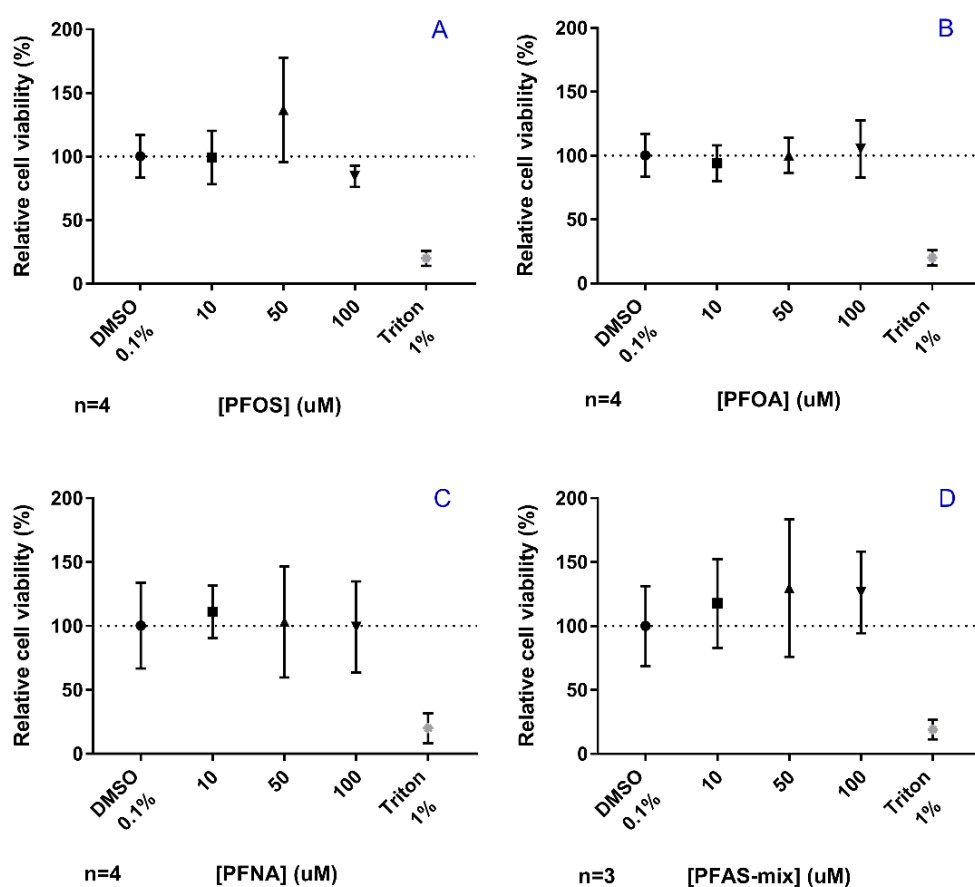 A
Relative cell viability (%)
200
150
100
50
0
DMSO
0.1%
10
50
100
Triton
1%
n=4
[PFOS] (uM)
B
Relative cell viability (%)
200
150
100
50
0
DMSO
0.1%
10
50
100
Triton
1%
n=4
[PFOA] (uM)
C
Relative cell viability (%)
200
150
100
50
0
DMSO
0.1%
10
50
100
Triton
1%
n=4
[PFNA] (uM)
D
Relative cell viability (%)
200
150
100
50
0
DMSO
0.1%
10
50
100
Triton
1%
n=3
[PFAS-mix] (uM)